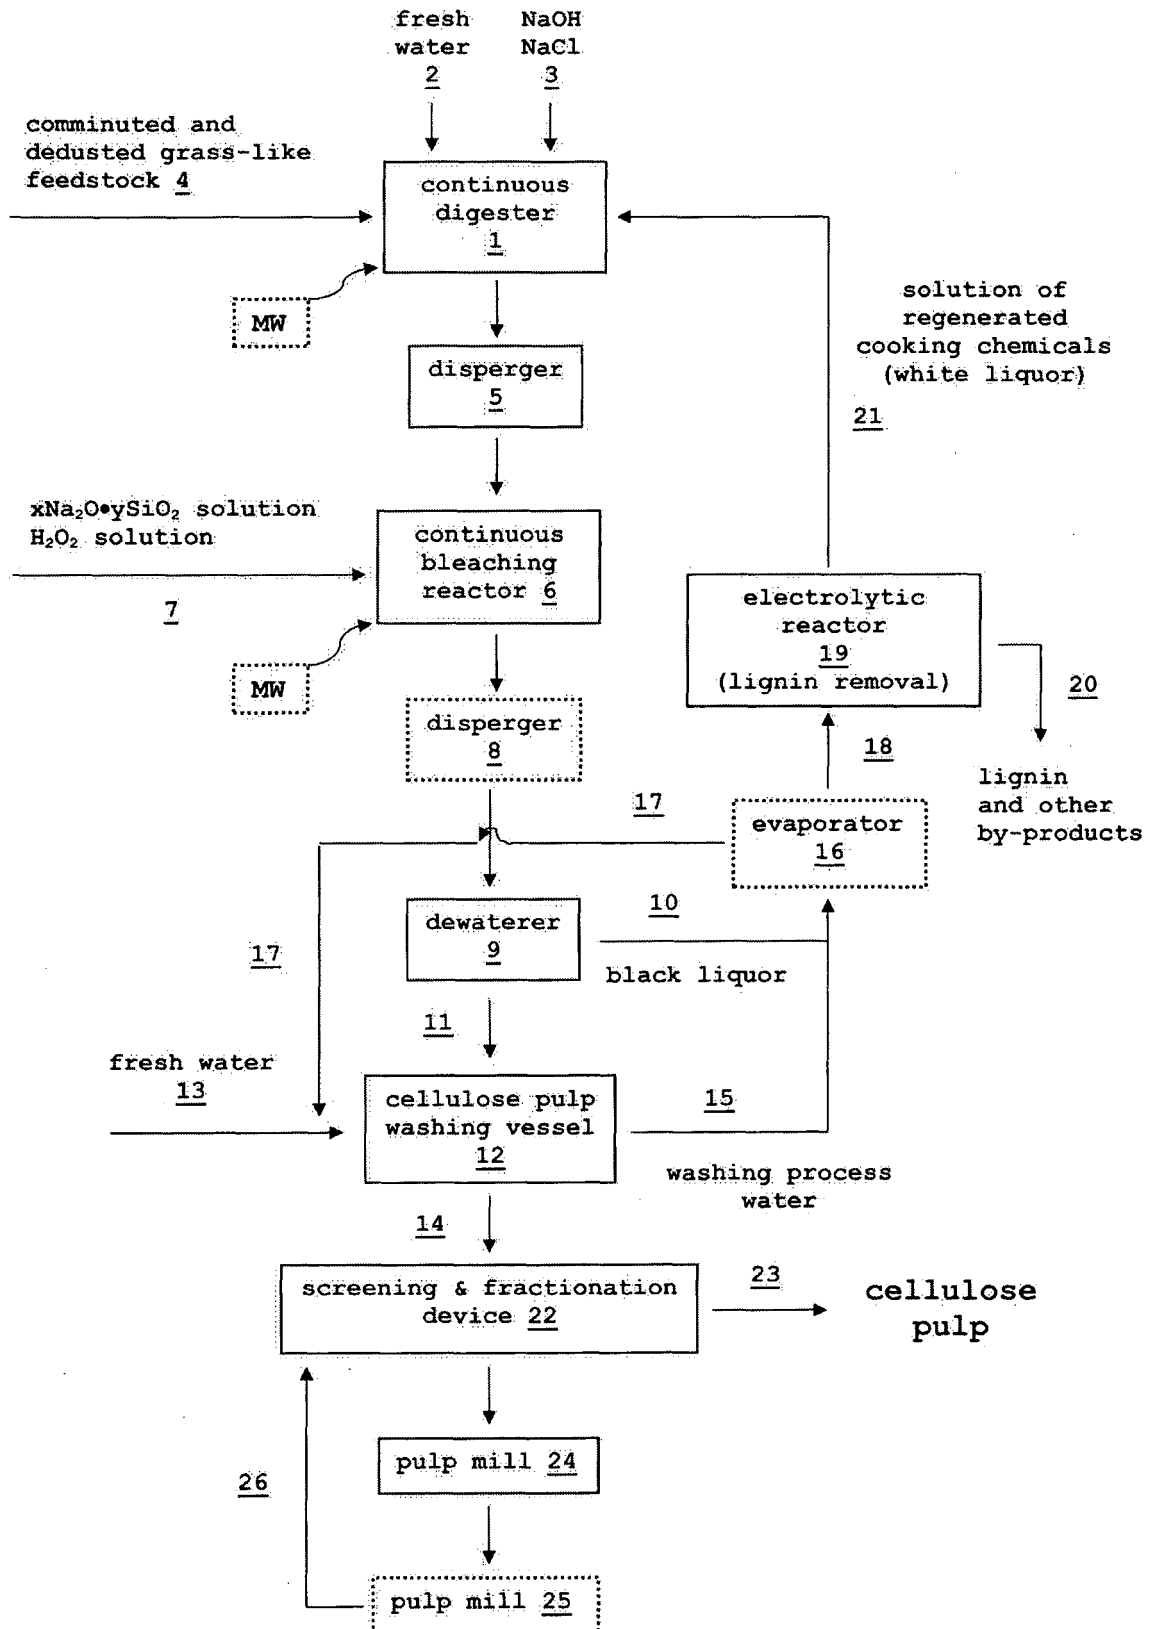 fresh
water
2
NaOH
NaCl
3
comminuted and
dedusted grass-like
feedstock 4
continuous
digester
1
MW
solution of
regenerated
cooking chemicals
(white liquor)
21
disperger
5
xNa₂O•ySiO₂ solution
H₂O₂ solution
7
continuous
bleaching
reactor 6
MW
electrolytic
reactor
19
(lignin removal)
20
disperger
8
18
lignin
and other
by-products
17
evaporator
16
dewaterer
9
10
black liquor
17
11
fresh water
13
cellulose pulp
washing vessel
12
15
washing process
water
14
screening & fractionation
device 22
23
cellulose
pulp
pulp mill 24
26
pulp mill 25